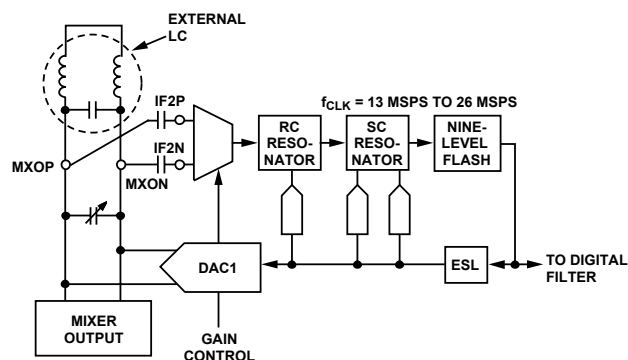 EXTERNAL
LC
IF2P
fCLK = 13 MSPS TO 26 MSPS
RC
RESO-
NATOR
SC
RESO-
NATOR
NINE-
LEVEL
FLASH
IF2N
MXOP
MXON
DAC1
ESL
TO DIGITAL
FILTER
MIXER
OUTPUT
GAIN
CONTROL